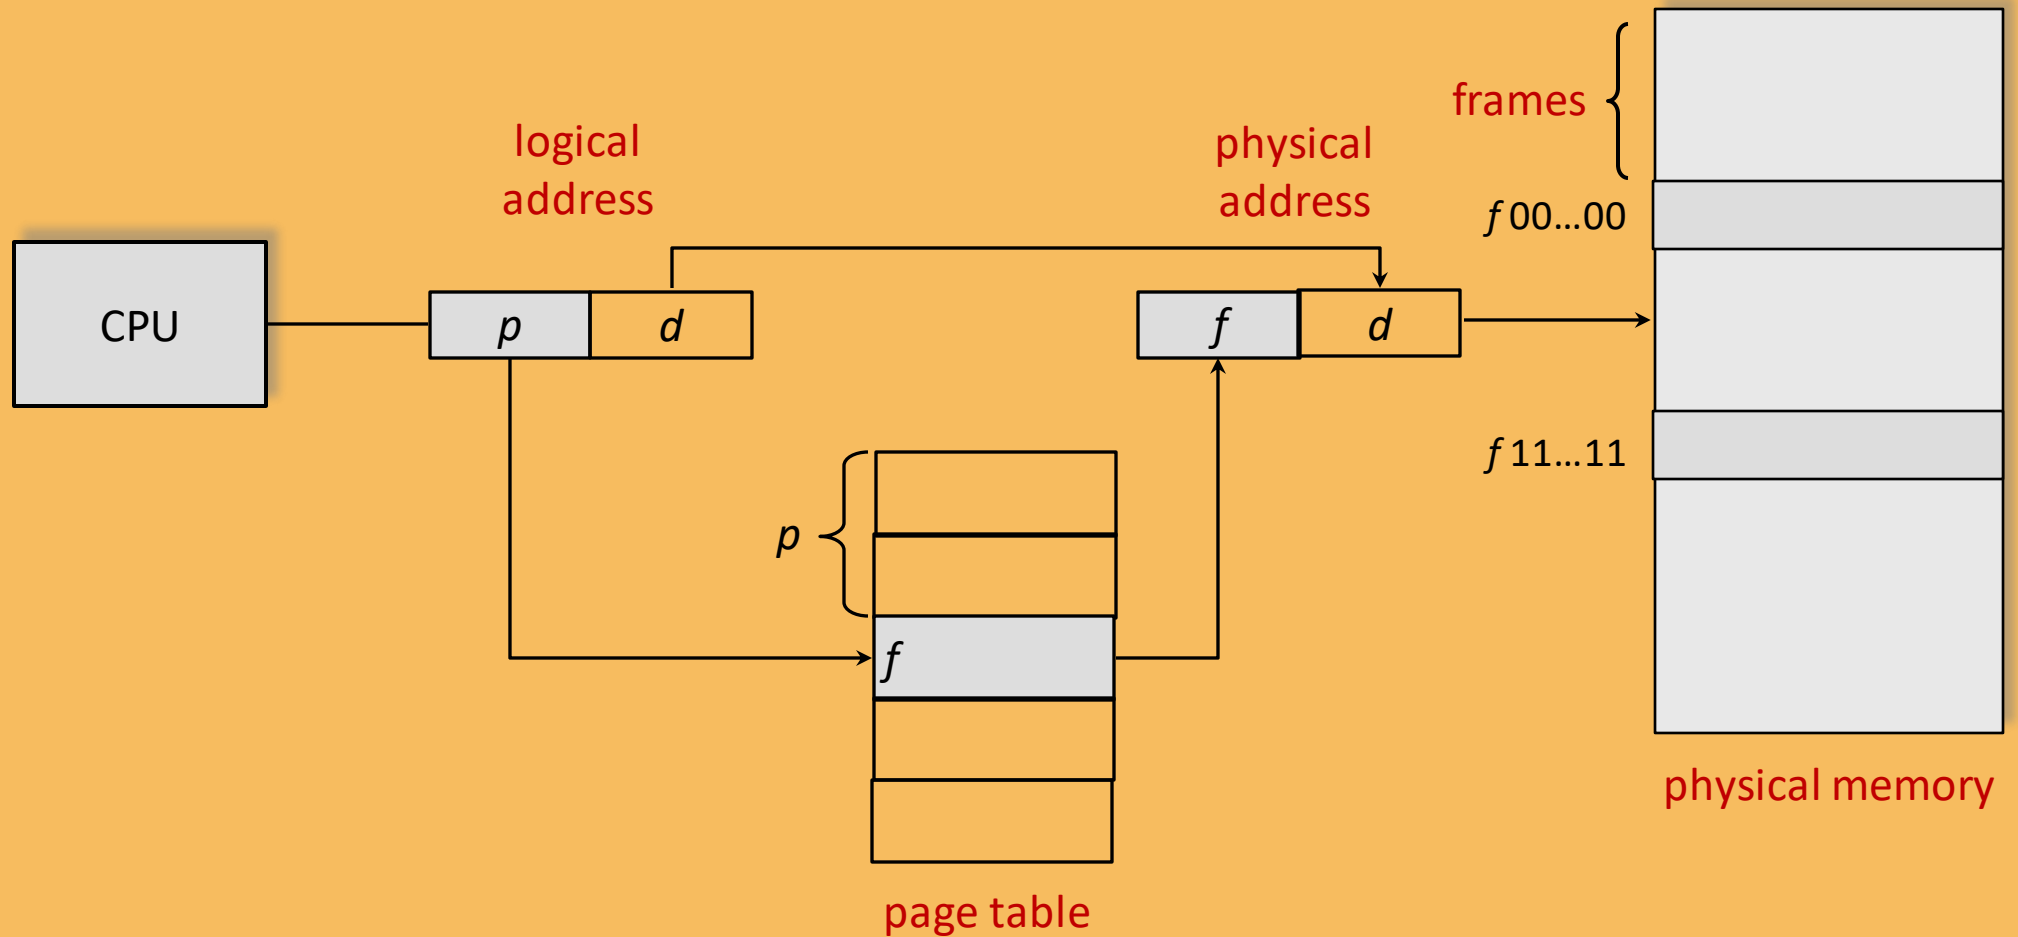 frames
logical
address
physical
address
f 00...00
CPU
p
d
f
d
f 11...11
p
f
physical memory
page table